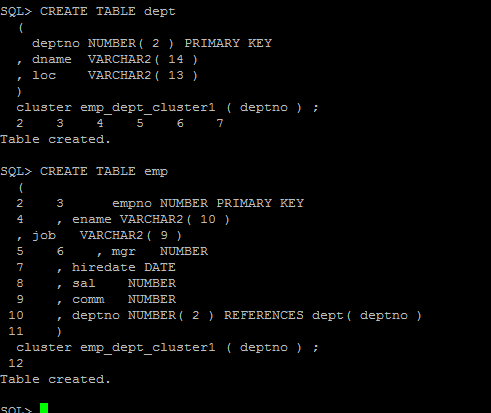 SQL> CREATE TABLE dept
(
deptno NUMBER( 2 ) PRIMARY KEY
, dname VARCHAR2( 14 )
, loc VARCHAR2( 13 )
)
cluster emp_dept_cluster1 ( deptno ) ;
2 3 4 5 6 7
Table created.
SQL> CREATE TABLE emp
(
2 3 empno NUMBER PRIMARY KEY
4 , ename VARCHAR2( 10 )
, job VARCHAR2( 9 )
5 6 , mgr NUMBER
7 , hiredate DATE
8 , sal NUMBER
9 , comm NUMBER
10 , deptno NUMBER( 2 ) REFERENCES dept( deptno )
11 )
cluster emp_dept_cluster1 ( deptno ) ;
12
Table created.
SQL>